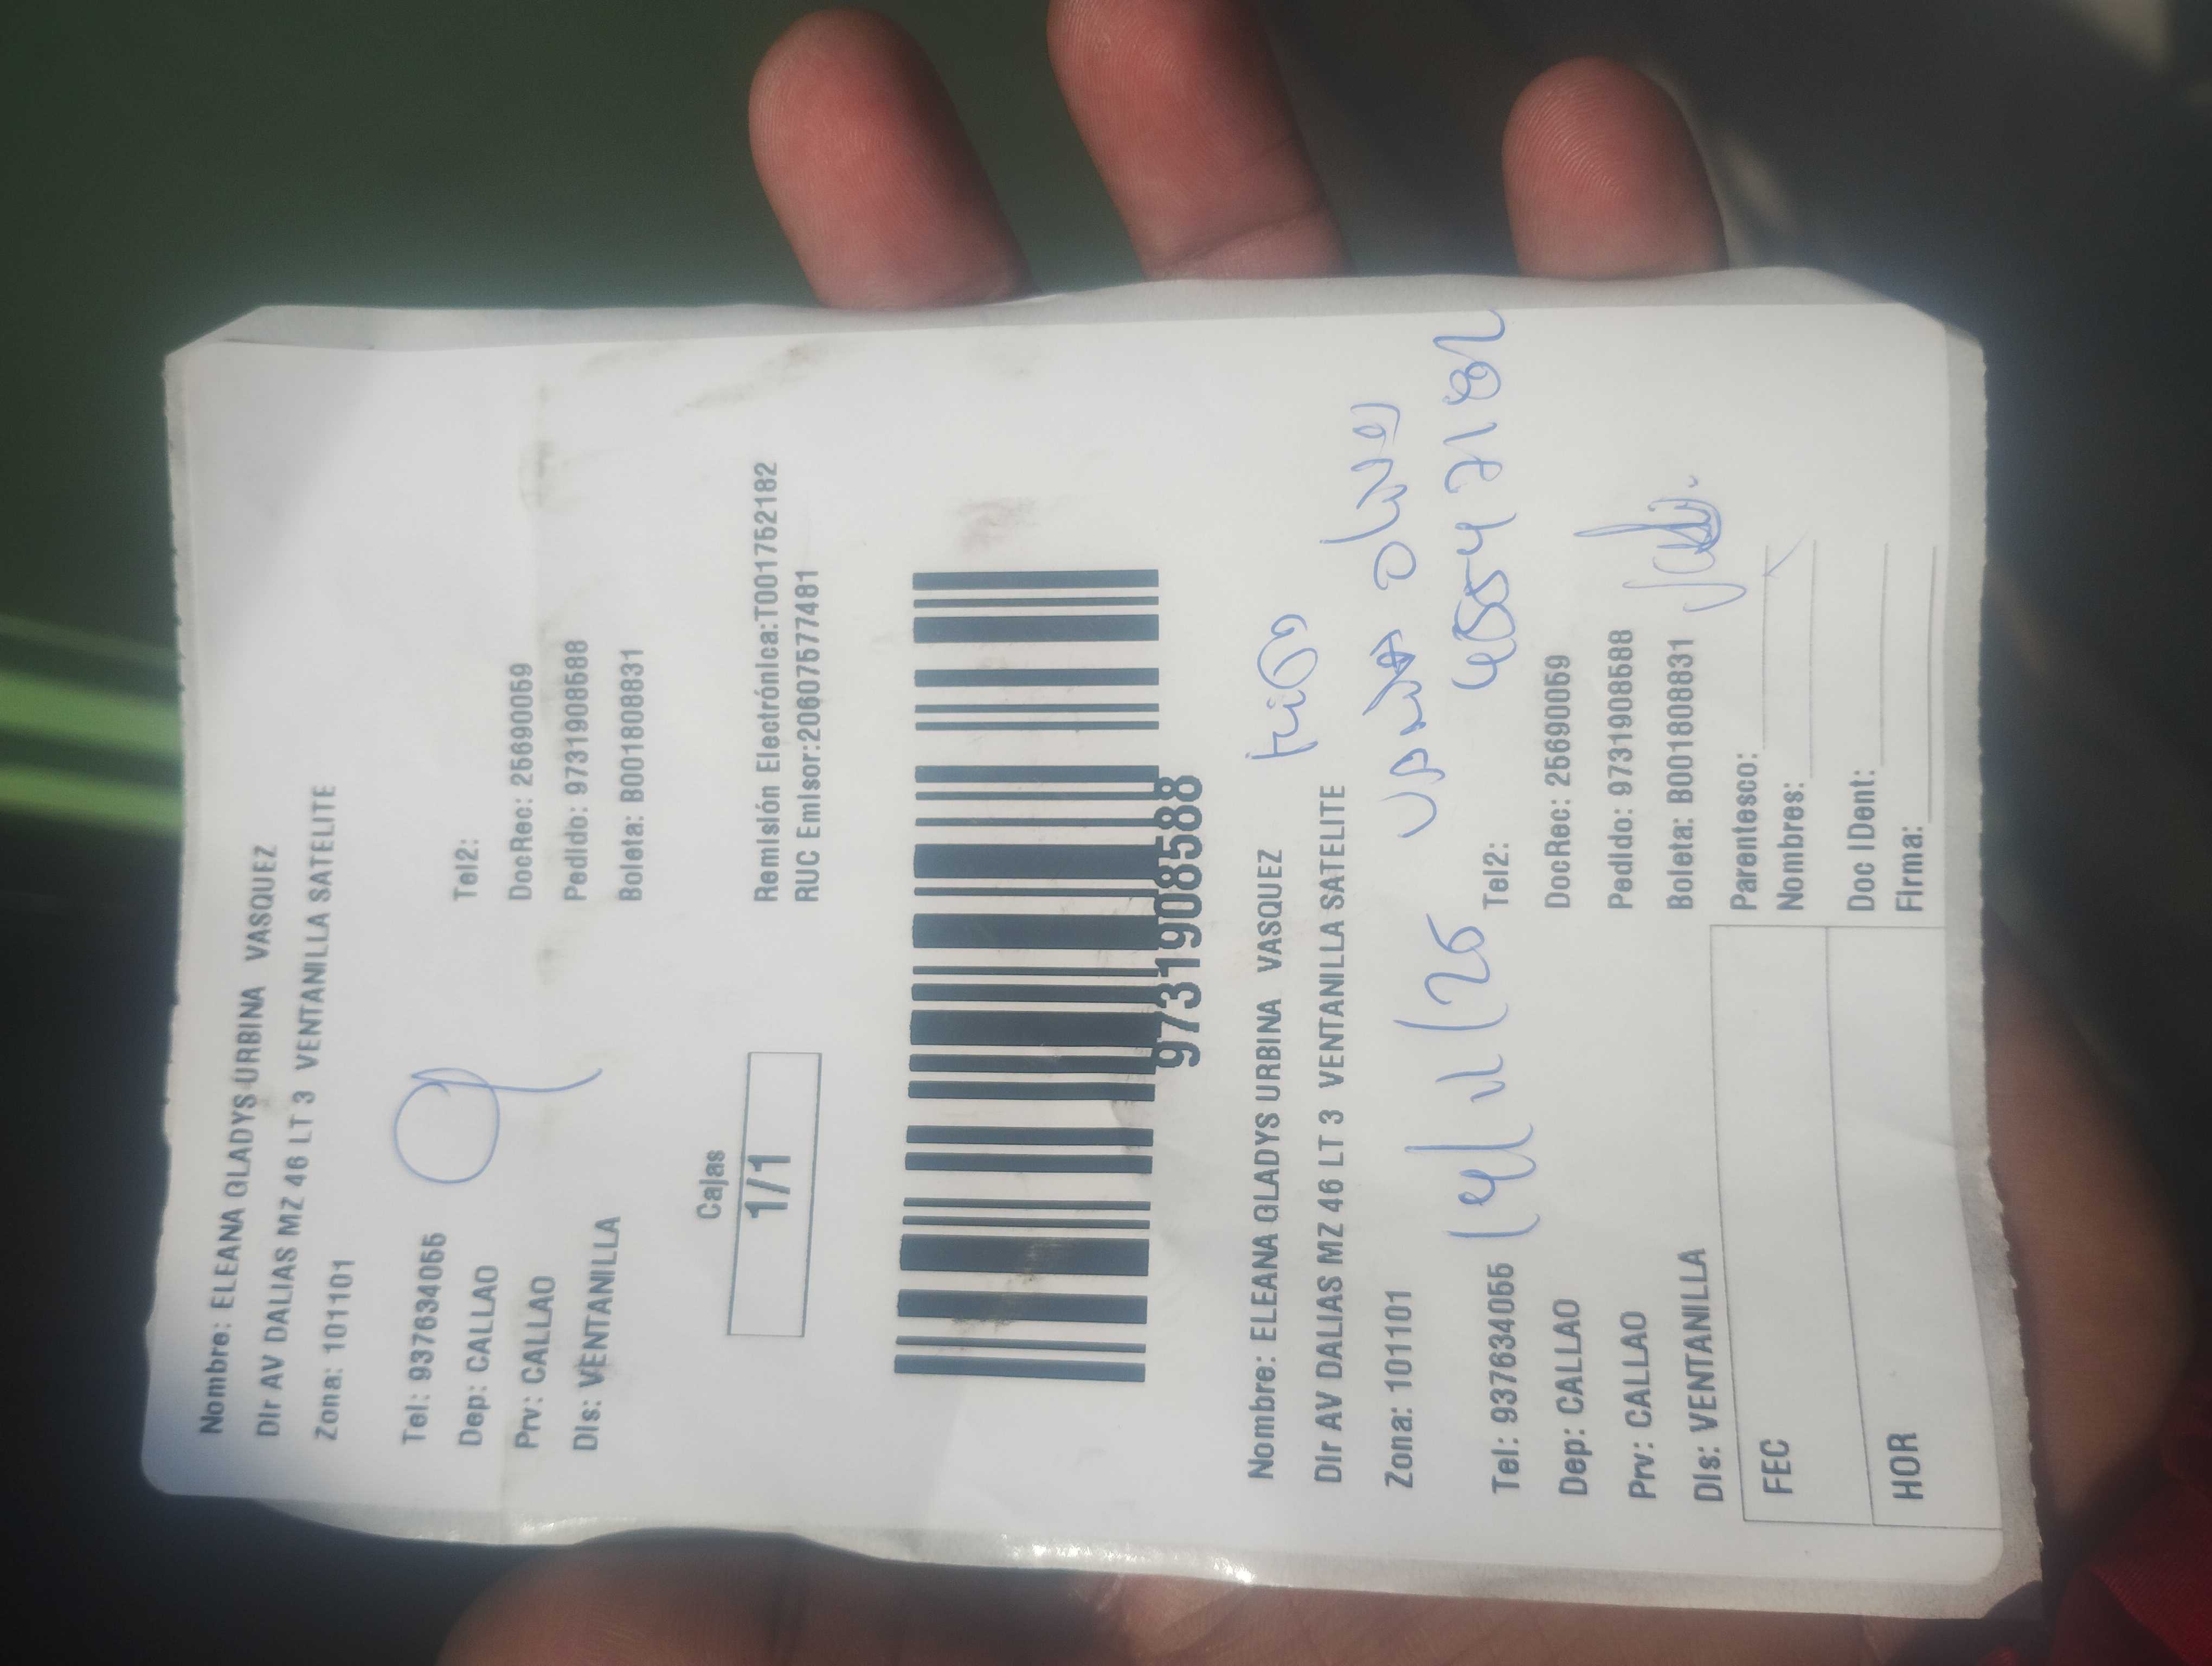 Nombre: ELEANA GLADYS URBINA VASQUEZ
Dir AV DALIAS MZ 46 LT 3 VENTANILLA SATELITE
Zona: 101101
Tel: 937634055 Tel2:
Dep: CALLAO DocRec: 25690059
Prv: CALLAO Pedido: 9731908588
Dis: VENTANILLA Boleta: B001808831
Cajas
1/1
Remisión Electrónica:T001752182
RUC Emisor:20607577481
9731908588
Nombre: ELEANA GLADYS URBINA VASQUEZ
Dir AV DALIAS MZ 46 LT 3 VENTANILLA SATELITE
Zona: 101101
14/11/25
45547182
Tel: 937634055 Tel2:
Dep: CALLAO DocRec: 25690059
Prv: CALLAO Pedido: 9731908588
Dis: VENTANILLA Boleta: B001808831
FEC Parentesco:
Nombres:
HOR Doc IDent:
Firma: